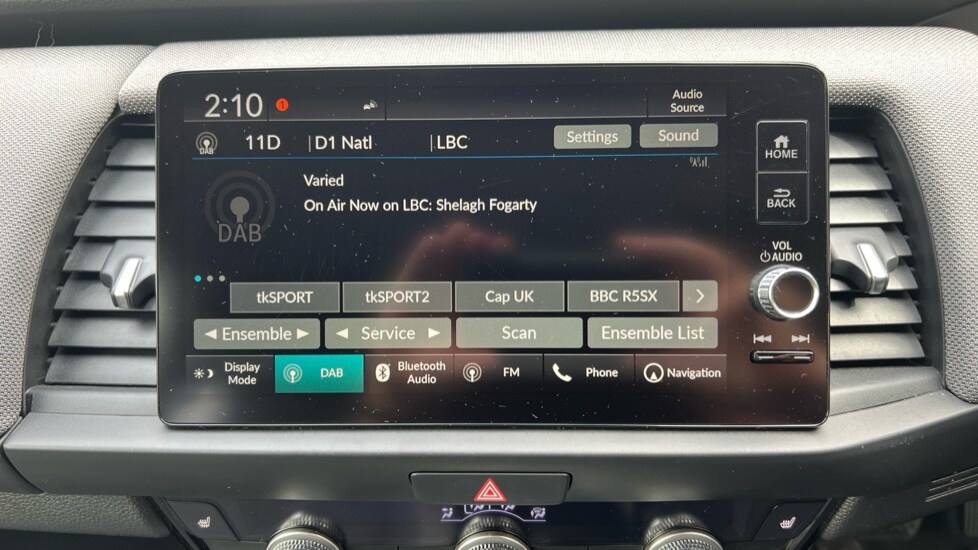 2:10 1 Audio
Source
DAB 11D D1 Natl LBC Settings Sound
Varied
On Air Now on LBC: Shelagh Fogarty
DAB
HOME
BACK
VOL
AUDIO
tkSPORT tkSPORT2 Cap UK BBC R5SX
Ensemble Service Scan Ensemble List
Display
Mode
DAB
Bluetooth
Audio
FM
Phone
Navigation